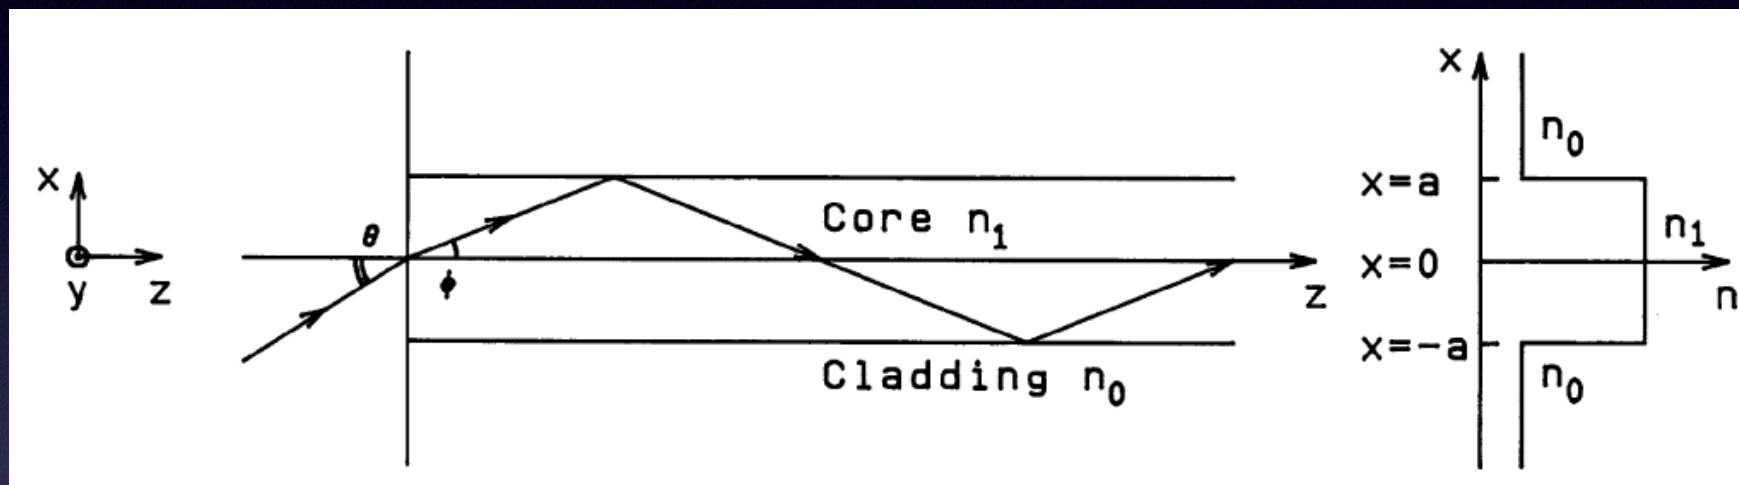 x
y
z
θ
ϕ
Core n₁
z
Cladding n₀
x
n₀
x=a
n₁
x=0
n
x=-a
n₀